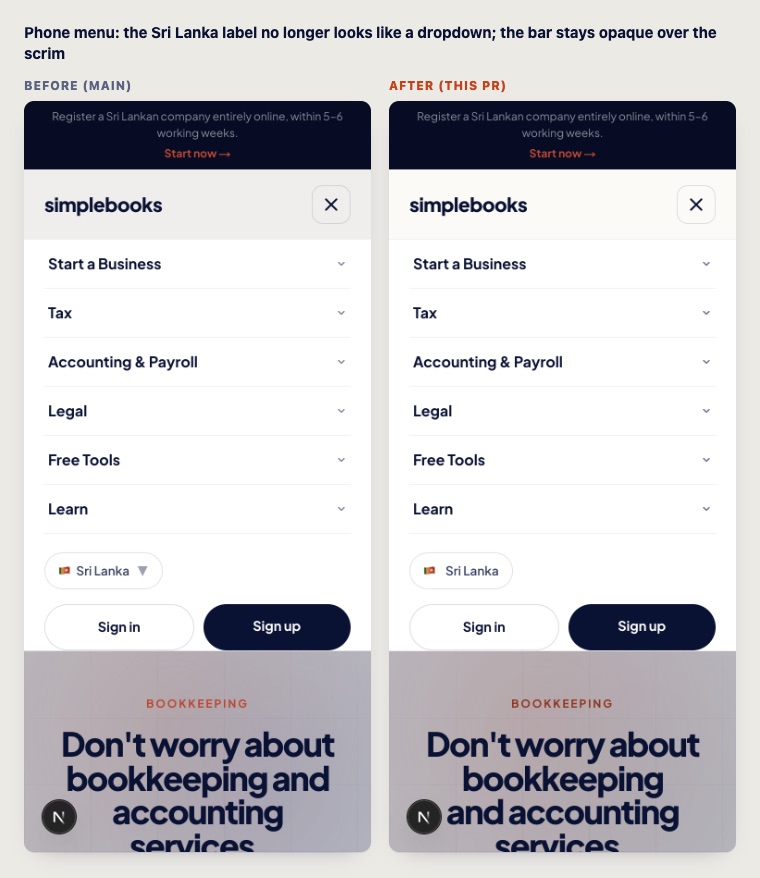 Phone menu: the Sri Lanka label no longer looks like a dropdown; the bar stays opaque over the
scrim
BEFORE (MAIN)
Register a Sri Lankan company entirely online, within 5–6
working weeks.
Start now →
simplebooks
Start a Business
Tax
Accounting & Payroll
Legal
Free Tools
Learn
Sri Lanka
Sign in
Sign up
BOOKKEEPING
Don't worry about
bookkeeping and
accounting
services
N
AFTER (THIS PR)
Register a Sri Lankan company entirely online, within 5–6
working weeks.
Start now →
simplebooks
Start a Business
Tax
Accounting & Payroll
Legal
Free Tools
Learn
Sri Lanka
Sign in
Sign up
BOOKKEEPING
Don't worry about
bookkeeping
and accounting
services
N